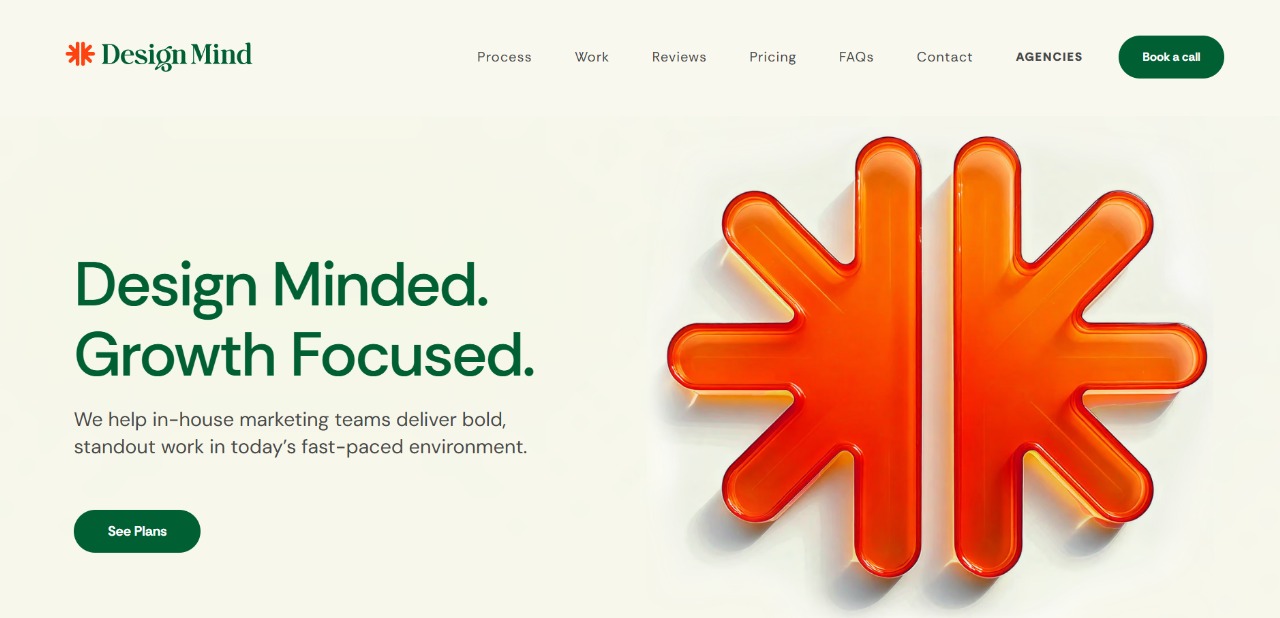 Design Mind
Process
Work
Reviews
Pricing
FAQs
Contact
AGENCIES
Book a call
Design Minded.
Growth Focused.
We help in-house marketing teams deliver bold,
standout work in today’s fast-paced environment.
See Plans